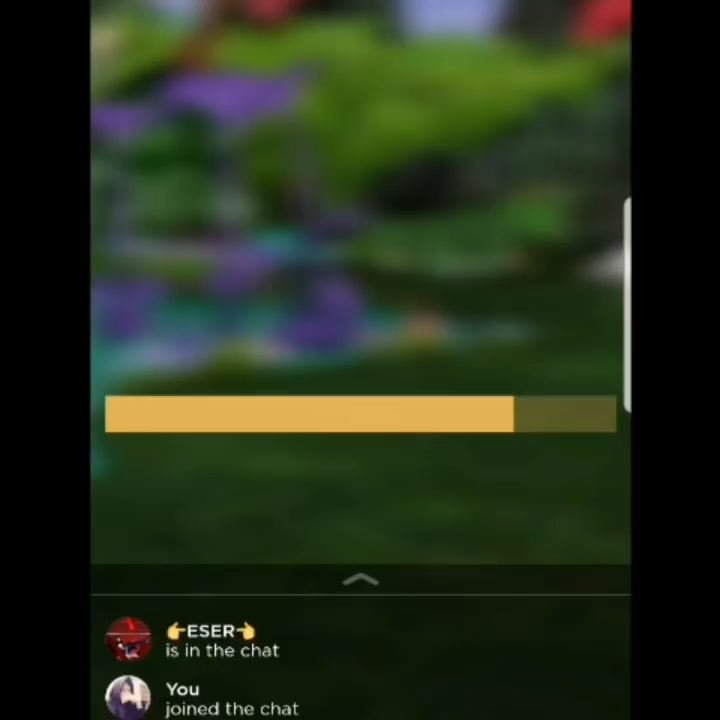 👉ESER👈
is in the chat
You
joined the chat